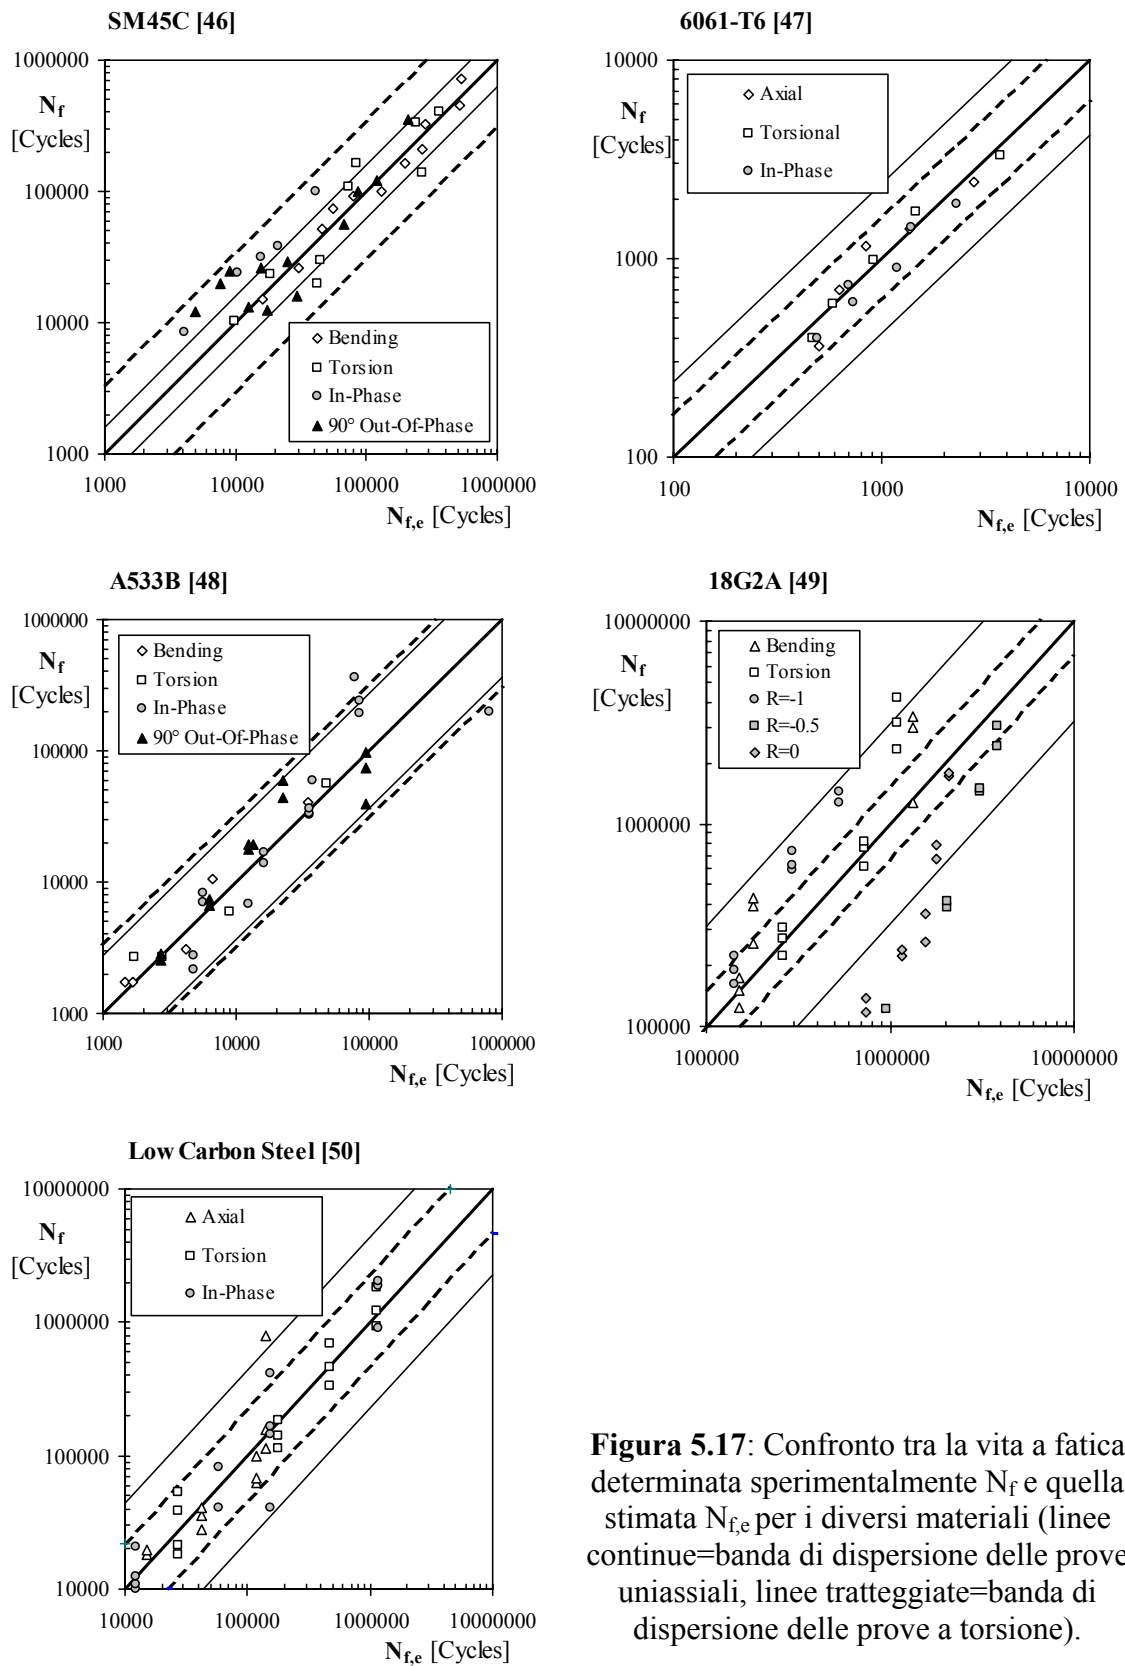 SM45C [46]
1000000
Nf
[Cycles]
100000
10000
1000
Bending
Torsion
In-Phase
90° Out-Of-Phase
1000 10000 100000 1000000
Nf,e [Cycles]
6061-T6 [47]
10000
Nf
[Cycles]
1000
100
Axial
Torsional
In-Phase
100 1000 10000
Nf,e [Cycles]
A533B [48]
1000000
Nf
[Cycles]
100000
10000
1000
Bending
Torsion
In-Phase
90° Out-Of-Phase
1000 10000 100000 1000000
Nf,e [Cycles]
18G2A [49]
10000000
Nf
[Cycles]
1000000
100000
Bending
Torsion
R=-1
R=-0.5
R=0
100000 1000000 10000000
Nf,e [Cycles]
Low Carbon Steel [50]
10000000
Nf
[Cycles]
1000000
100000
10000
Axial
Torsion
In-Phase
10000 100000 1000000 10000000
Nf,e [Cycles]
Figura 5.17: Confronto tra la vita a fatica
determinata sperimentalmente Nf e quella
stimata Nf,e per i diversi materiali (linee
continue=banda di dispersione delle prove
uniassiali, linee tratteggiate=banda di
dispersione delle prove a torsione).